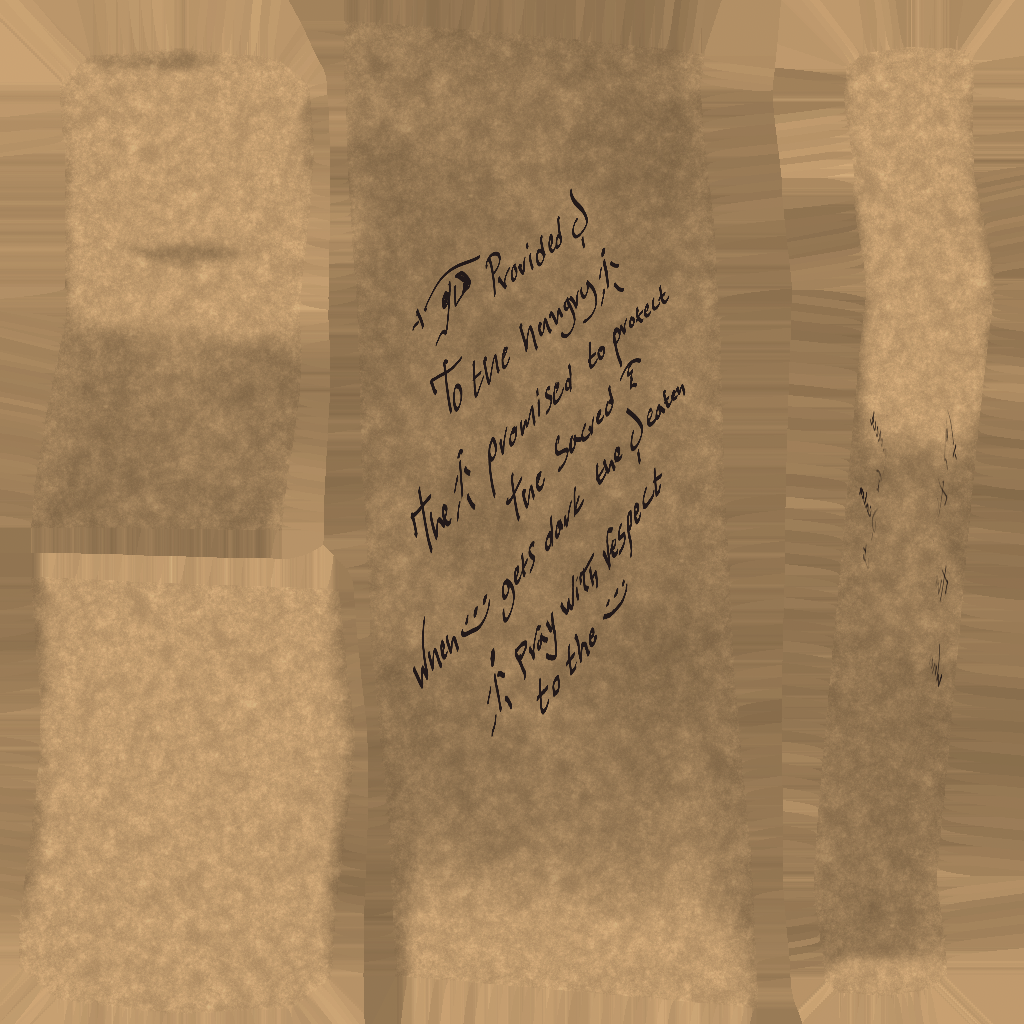 Provided
To the hungry
the promised to protect
the sacred
when gets dark the eaten
pray with respect
to the